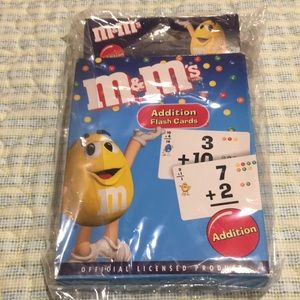 m&m's
m&m's
Addition
Flash Cards
3
+10
7
+2
m
Addition
OFFICIAL LICENSED PRODUCT